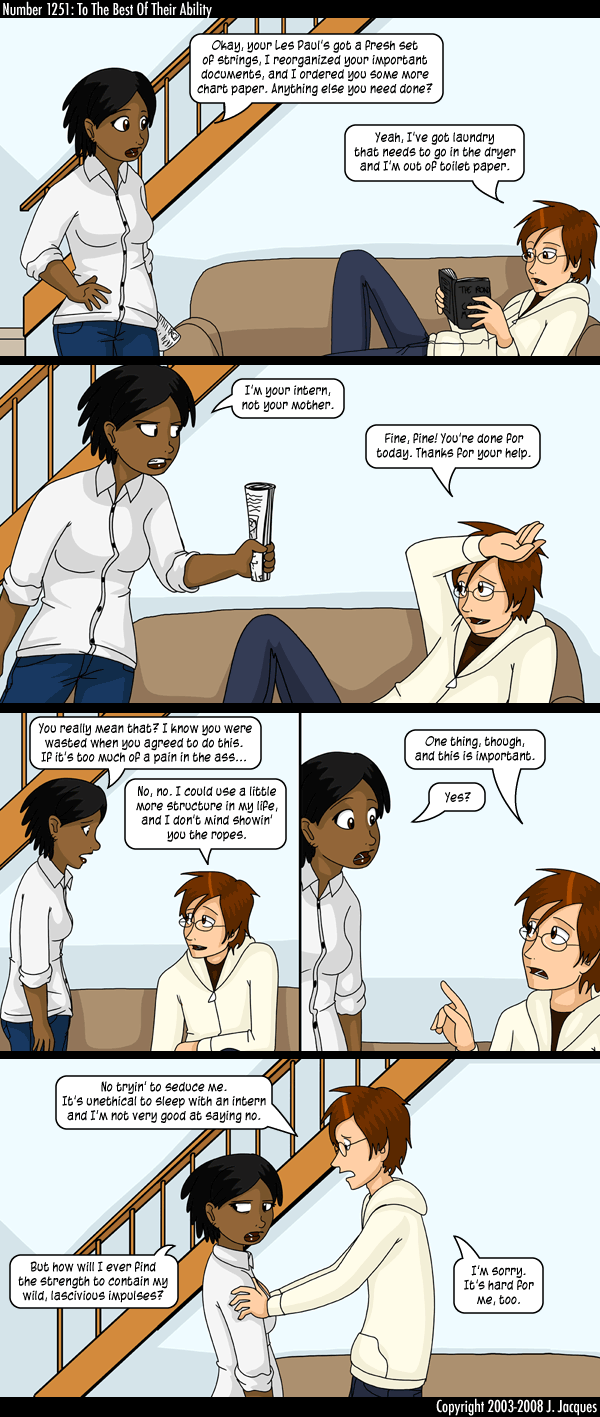 Number 1251: To The Best Of Their Ability
Okay, your Les Paul's got a fresh set
of strings, I reorganized your important
documents, and I ordered you some more
chart paper. Anything else you need done?
Yeah, I've got laundry
that needs to go in the dryer
and I'm out of toilet paper.
THE ROAD
I'm your intern,
not your mother.
Fine, fine! You're done for
today. Thanks for your help.
You really mean that? I know you were
wasted when you agreed to do this.
If it's too much of a pain in the ass...
No, no. I could use a little
more structure in my life,
and I don't mind showin'
you the ropes.
One thing, though,
and this is important.
Yes?
No tryin' to seduce me.
It's unethical to sleep with an intern
and I'm not very good at saying no.
But how will I ever find
the strength to contain my
wild, lascivious impulses?
I'm sorry.
It's hard for
me, too.
Copyright 2003-2008 J. Jacques